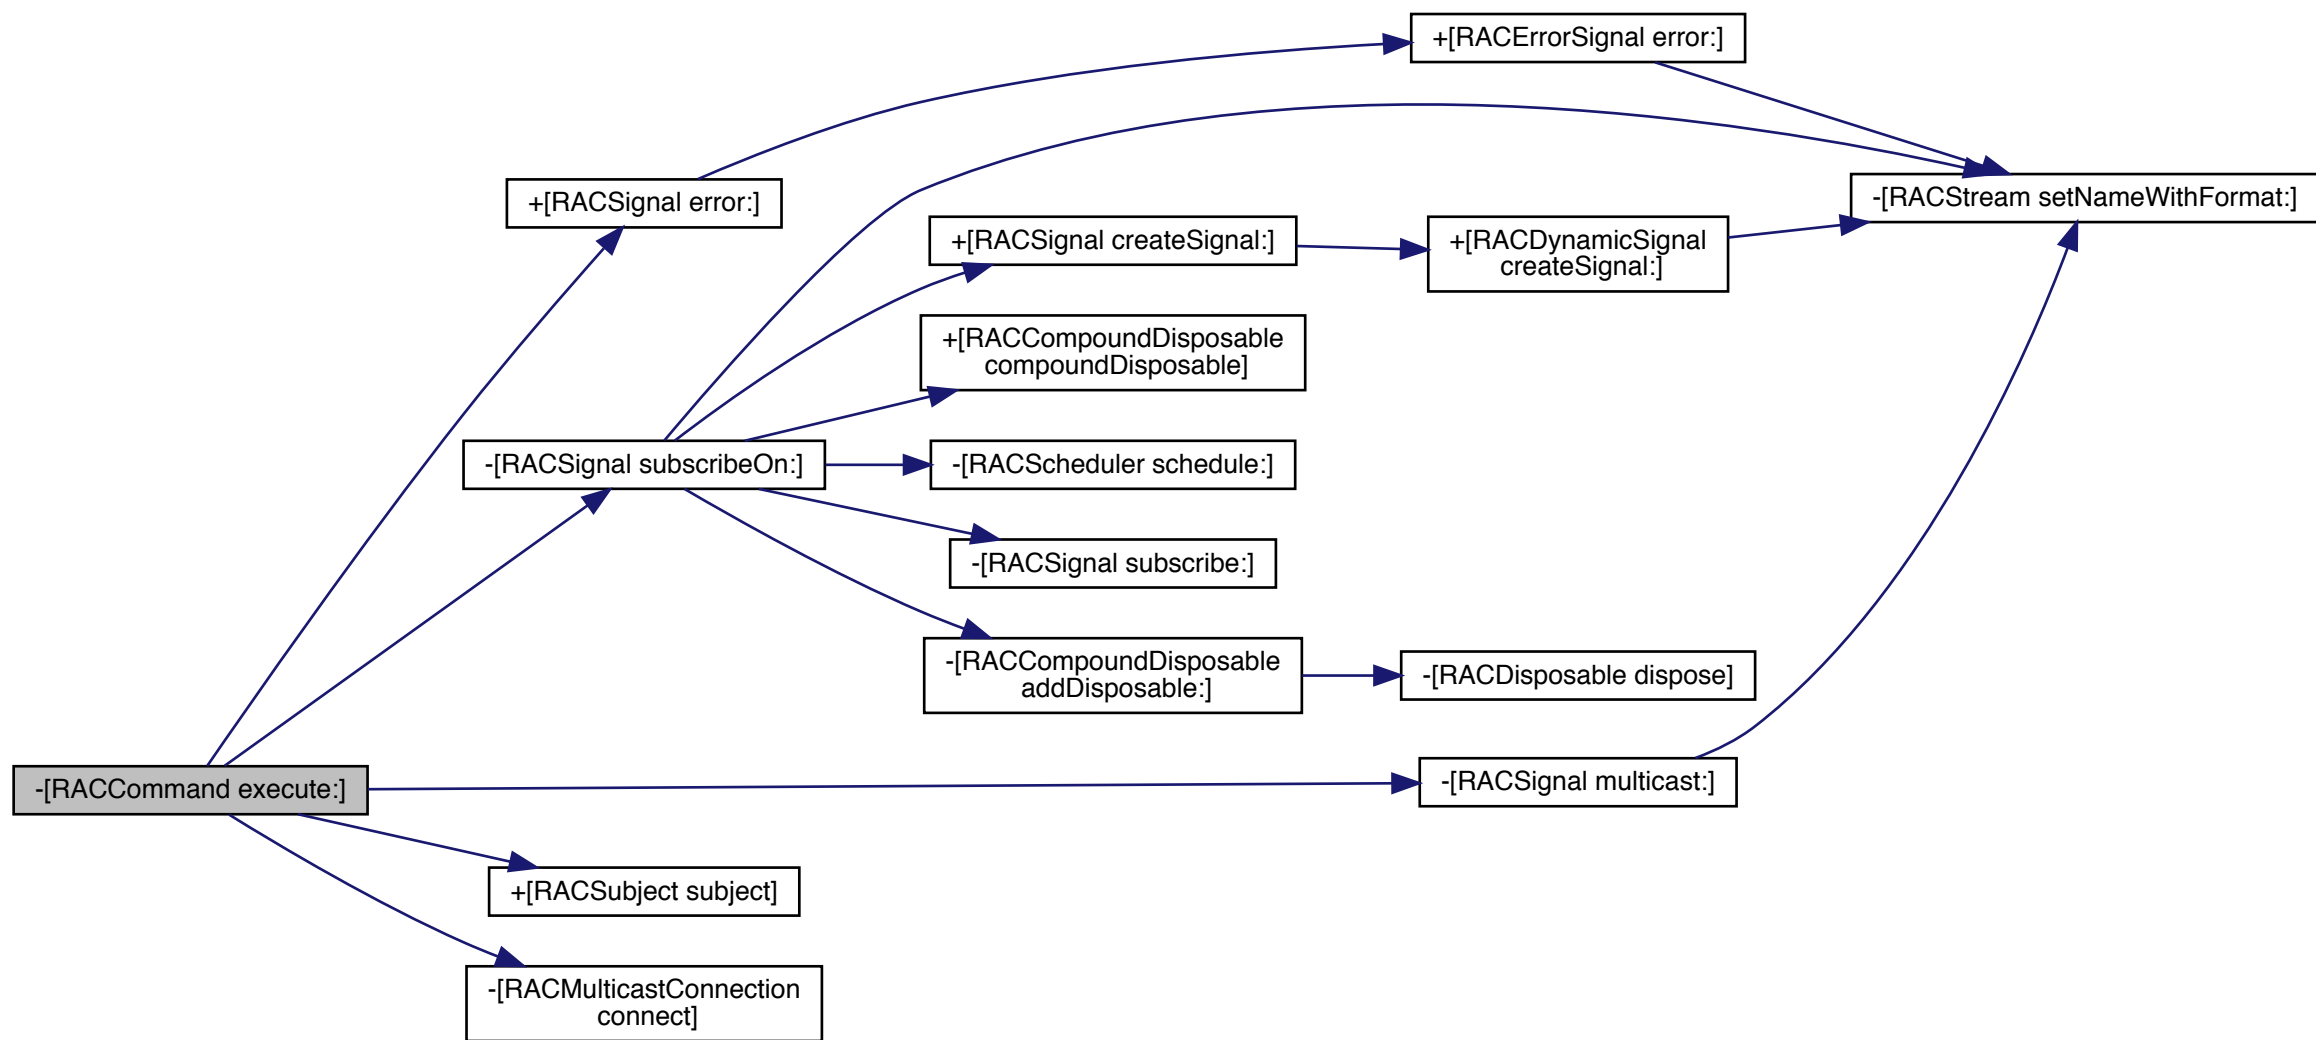 +[RACErrorSignal error:]
+[RACSignal error:]
-[RACStream setNameWithFormat:]
+[RACSignal createSignal:]
+[RACDynamicSignal
createSignal:]
+[RACCompoundDisposable
compoundDisposable]
-[RACSignal subscribeOn:]
-[RACScheduler schedule:]
-[RACSignal subscribe:]
-[RACCompoundDisposable
addDisposable:]
-[RACDisposable dispose]
-[RACCommand execute:]
-[RACSignal multicast:]
+[RACSubject subject]
-[RACMulticastConnection
connect]